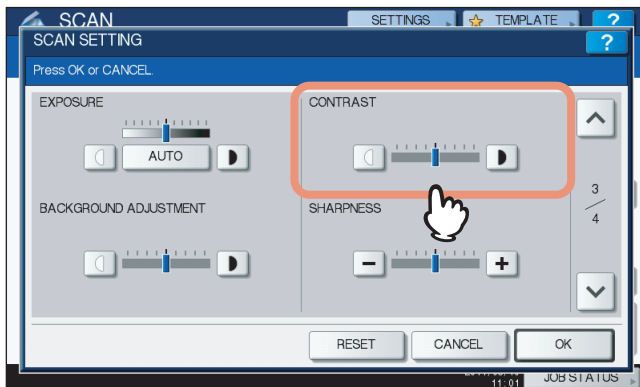 SCAN
SETTINGS
TEMPLATE
?
SCAN SETTING
?
Press OK or CANCEL.
EXPOSURE
AUTO
CONTRAST
BACKGROUND ADJUSTMENT
SHARPNESS
- +
3
/
4
RESET
CANCEL
OK
11:01
JOB STATUS